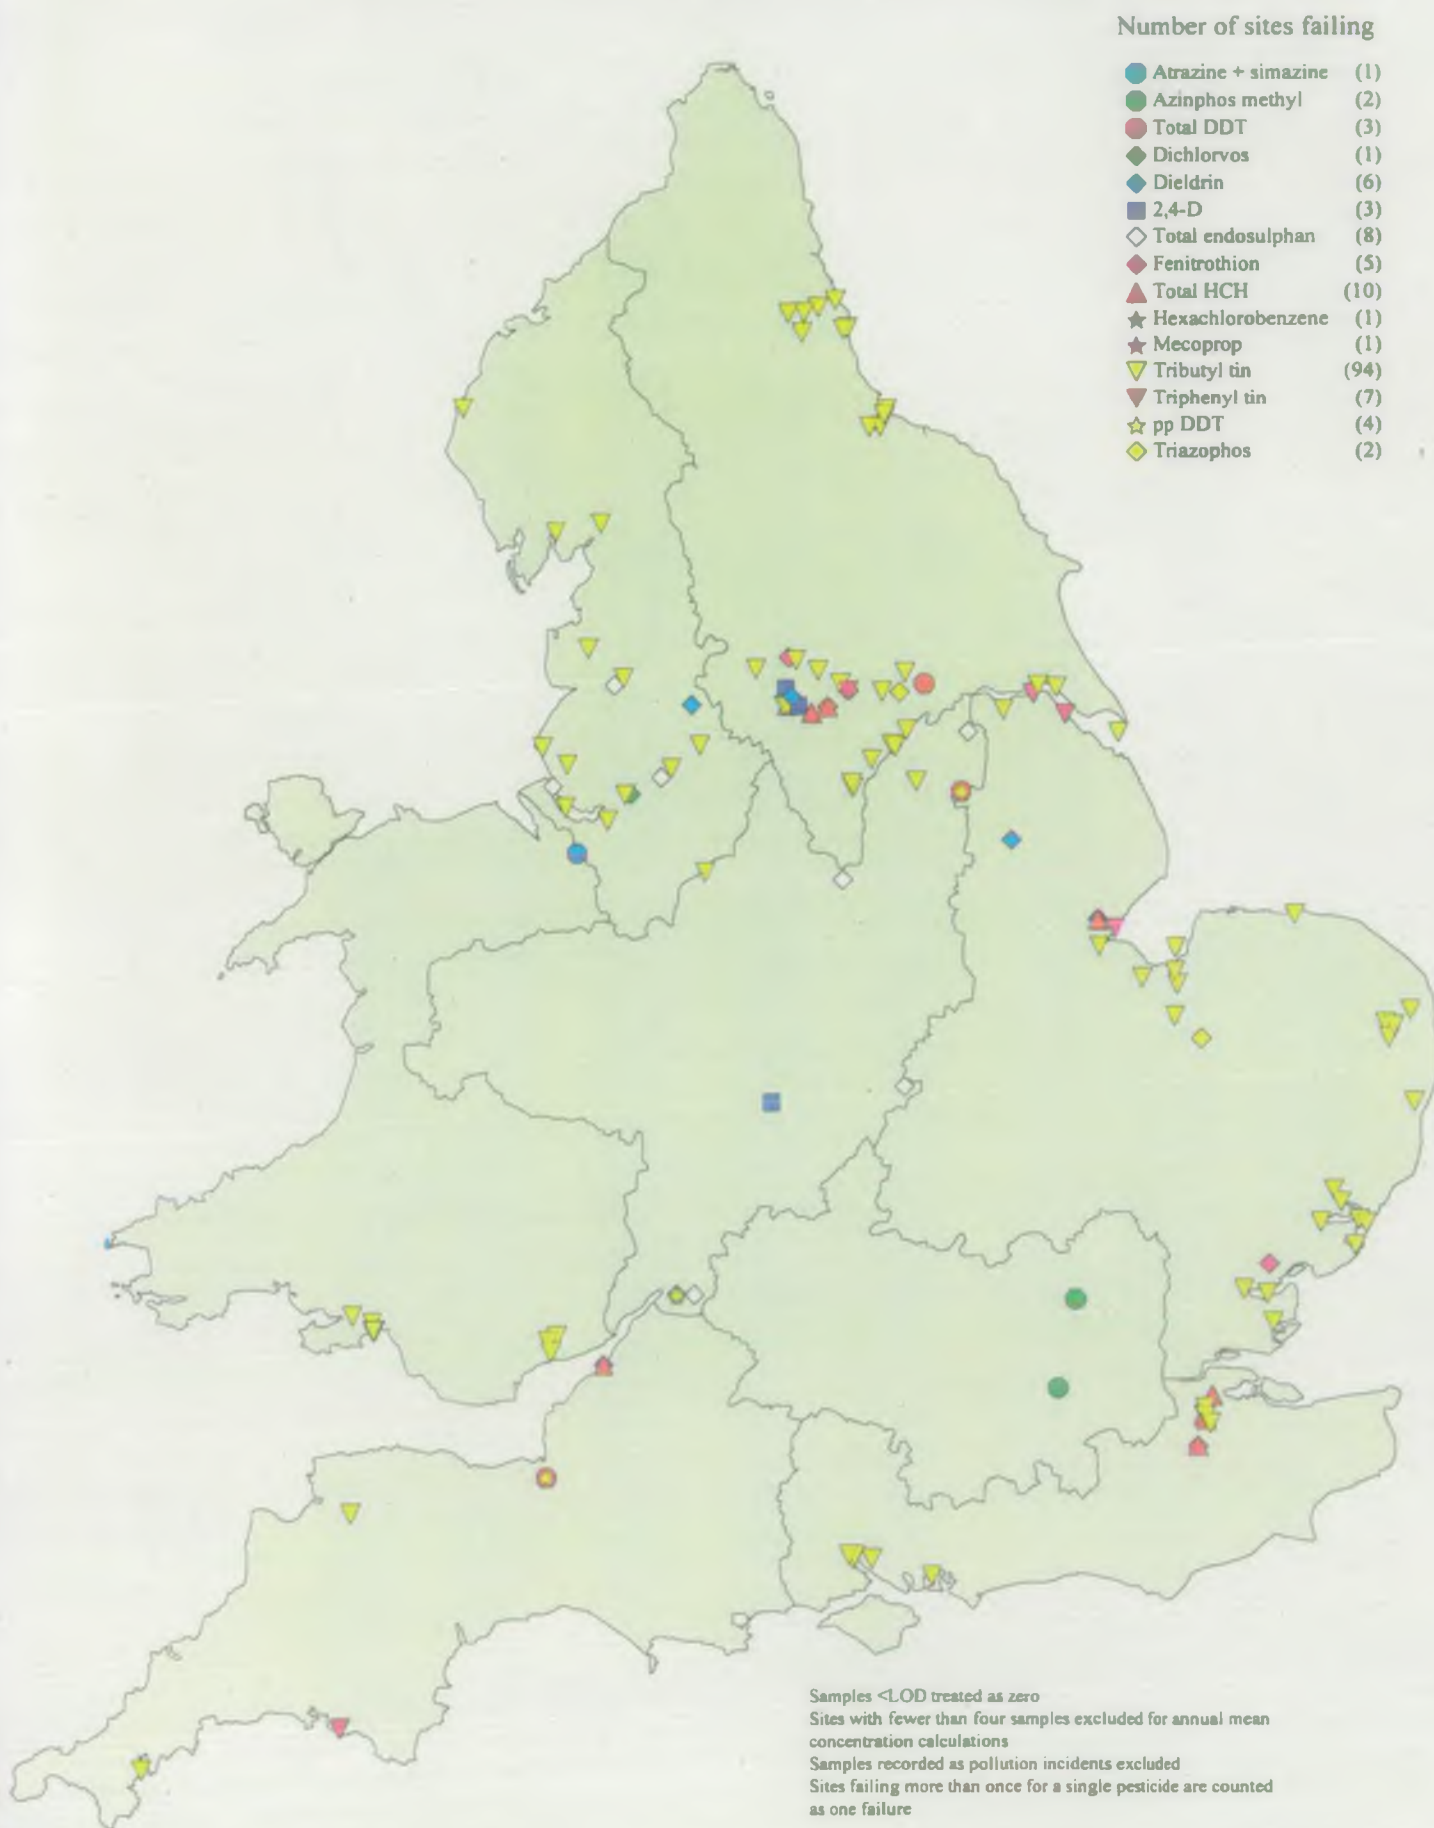 Number of sites failing
Atrazine + simazine (1)
Azinphos methyl (2)
Total DDT (3)
Dichlorvos (1)
Dieldrin (6)
2,4-D (3)
Total endosulphan (8)
Fenitrothion (5)
Total HCH (10)
Hexachlorobenzene (1)
Mecoprop (1)
Tributyl tin (94)
Triphenyl tin (7)
pp DDT (4)
Triazophos (2)
Samples <LOD treated as zero
Sites with fewer than four samples excluded for annual mean
concentration calculations
Samples recorded as pollution incidents excluded
Sites failing more than once for a single pesticide are counted
as one failure